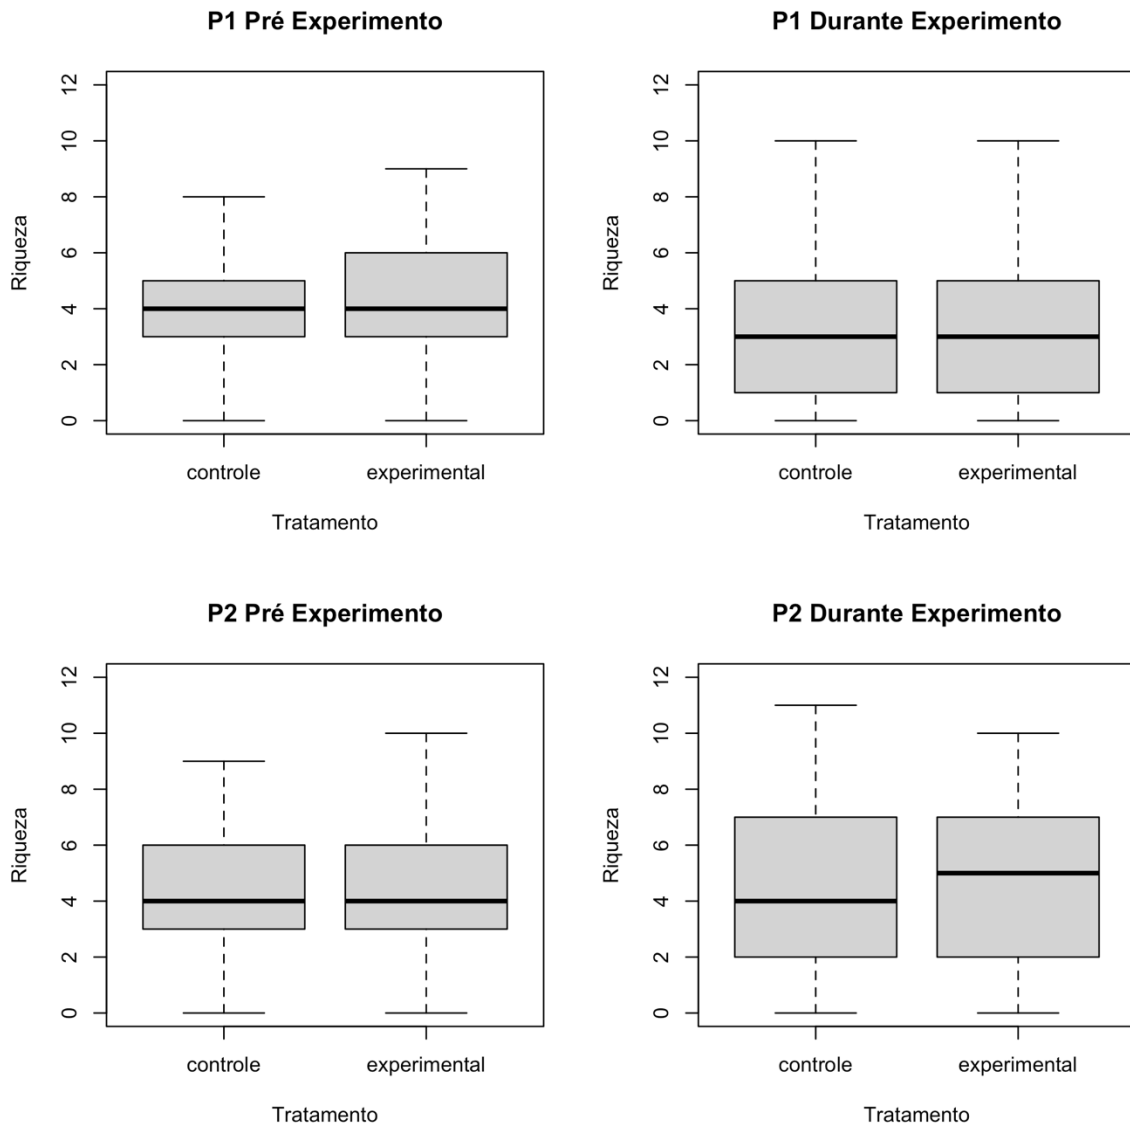 P1 Pré Experimento
12
10
8
6
4
2
0
Riqueza
controle experimental
Tratamento
P1 Durante Experimento
12
10
8
6
4
2
0
Riqueza
controle experimental
Tratamento
P2 Pré Experimento
12
10
8
6
4
2
0
Riqueza
controle experimental
Tratamento
P2 Durante Experimento
12
10
8
6
4
2
0
Riqueza
controle experimental
Tratamento